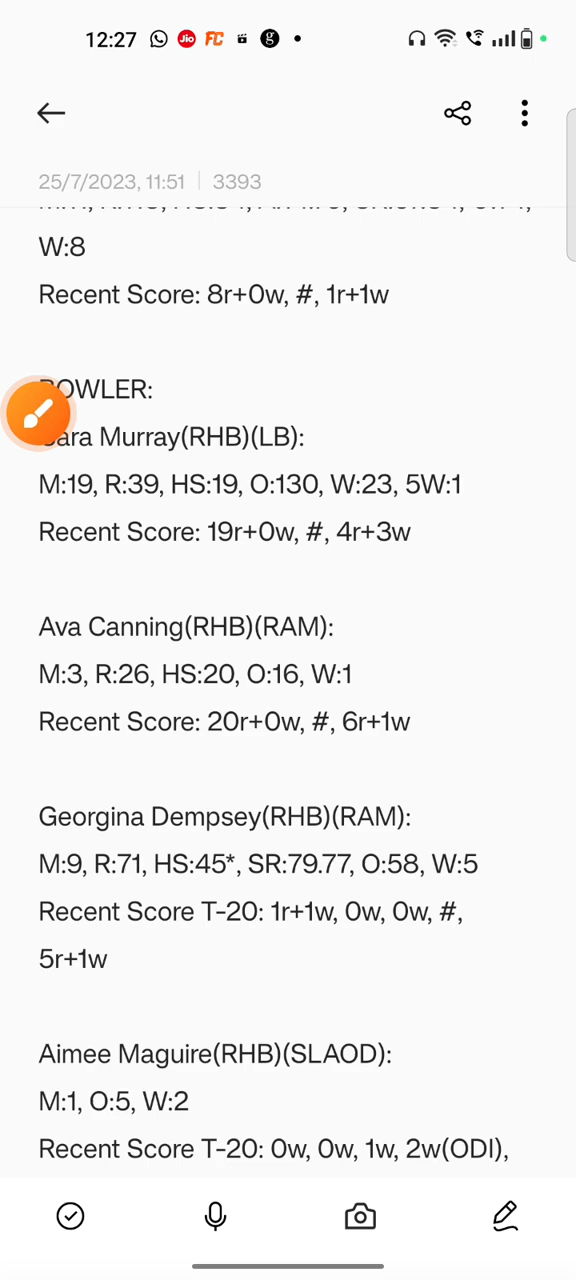 12:27
Jio FC g
25/7/2023, 11:51 | 3393
W:8
Recent Score: 8r+0w, #, 1r+1w
BOWLER:
Cara Murray(RHB)(LB):
M:19, R:39, HS:19, O:130, W:23, 5W:1
Recent Score: 19r+0w, #, 4r+3w
Ava Canning(RHB)(RAM):
M:3, R:26, HS:20, O:16, W:1
Recent Score: 20r+0w, #, 6r+1w
Georgina Dempsey(RHB)(RAM):
M:9, R:71, HS:45*, SR:79.77, O:58, W:5
Recent Score T-20: 1r+1w, 0w, 0w, #,
5r+1w
Aimee Maguire(RHB)(SLAOD):
M:1, O:5, W:2
Recent Score T-20: 0w, 0w, 1w, 2w(ODI),